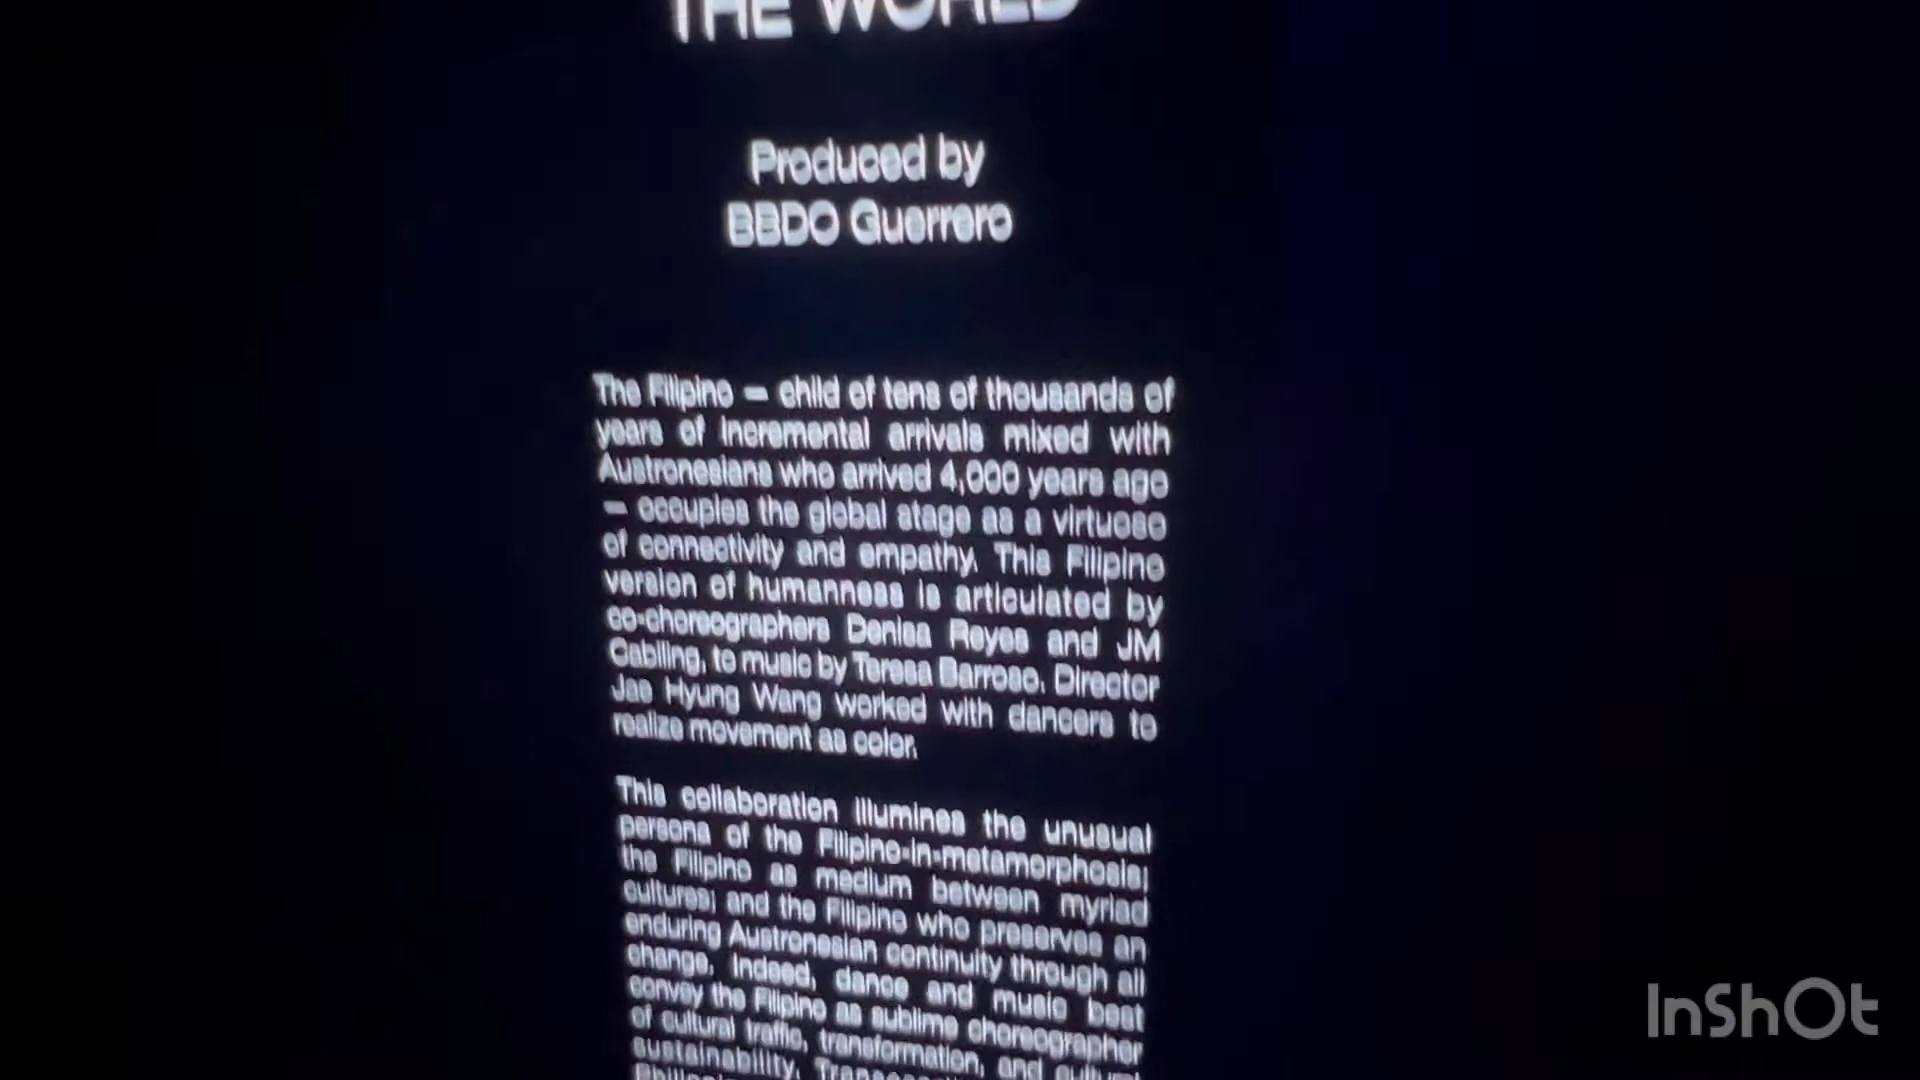 THE WORLD
Produced by
BBDO Guerrero
The Filipino — child of tens of thousands of
years of incremental arrivals mixed with
Austronesians who arrived 4,000 years ago
— occupies the global stage as a virtuoso
of connectivity and empathy. This Filipino
version of humanness is articulated by
co-choreographers Denisa Reyes and JM
Cabling, to music by Teresa Barrozo. Director
Jae Hyung Wang worked with dancers to
realize movement as color.
This collaboration illumines the unusual
persona of the Filipino-in-metamorphosis;
the Filipino as medium between myriad
cultures; and the Filipino who preserves an
enduring Austronesian continuity through all
change. Indeed, dance and music best
convey the Filipino as sublime choreographer
of cultural traffic, transformation, and cultural
sustainability.
InShOt